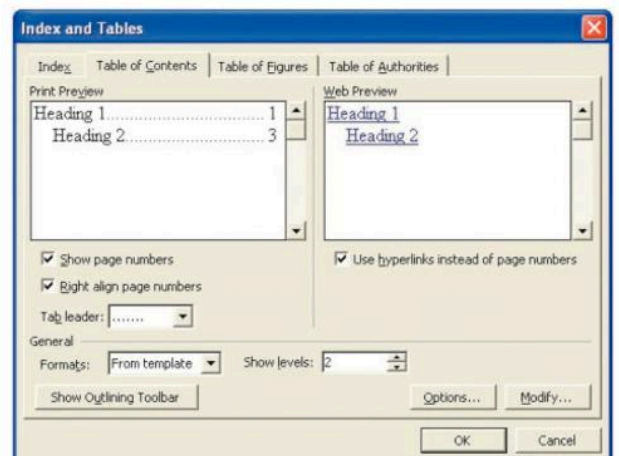 Index and Tables
Index Table of Contents Table of Figures Table of Authorities
Print Preview
Heading 1.................................. 1
Heading 2.............................. 3
Web Preview
Heading 1
Heading 2
Show page numbers
Right align page numbers
Tab leader: .......
Use hyperlinks instead of page numbers
General
Formats: From template Show levels: 2
Show Outlining Toolbar Options... Modify...
OK Cancel